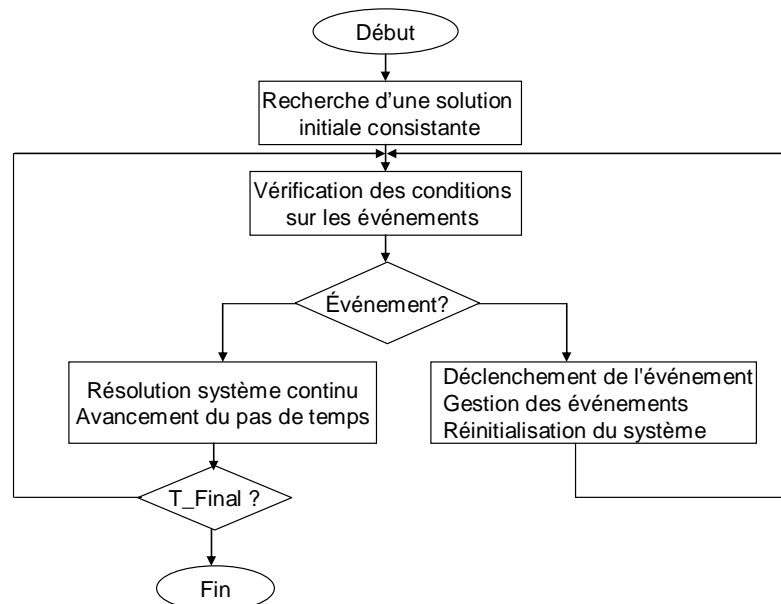 Début
Recherche d’une solution
initiale consistante
Vérification des conditions
sur les événements
Événement?
Résolution système continu
Avancement du pas de temps
Déclenchement de l'événement
Gestion des événements
Réinitialisation du système
T_Final ?
Fin